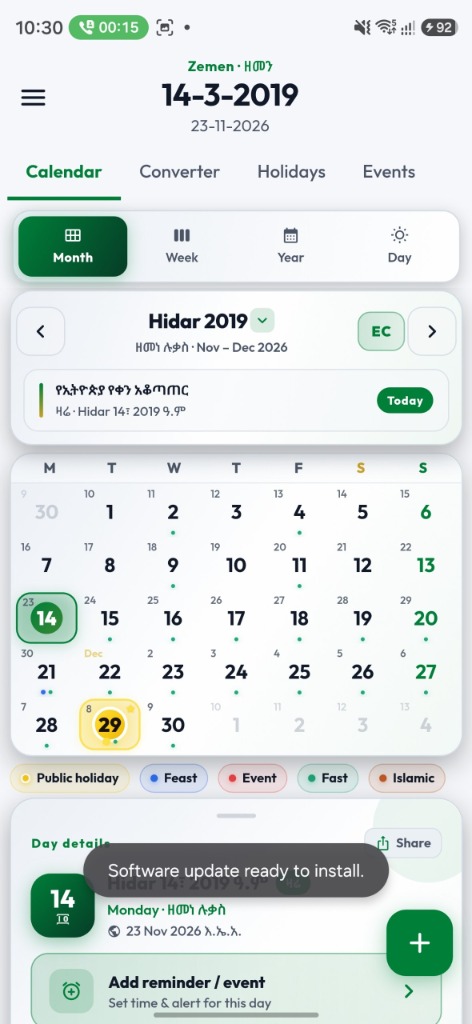 10:30 00:15 92
Zemen · ዘመን
14-3-2019
23-11-2026
Calendar Converter Holidays Events
Month Week Year Day
Hidar 2019 EC
ዘመነ ሉቃስ · Nov – Dec 2026
የኢትዮጵያ የቀን አቆጣጠር
ዛሬ · Hidar 14፣ 2019 ዓ.ም
Today
M T W T F S S
9 10 11 12 13 14 15
30 1 2 3 4 5 6
16 17 18 19 20 21 22
7 8 9 10 11 12 13
23 24 25 26 27 28 29
14 15 16 17 18 19 20
30 Dec 2 3 4 5 6
21 22 23 24 25 26 27
7 8 9 10 11 12 13
28 29 30 1 2 3 4
Public holiday Feast Event Fast Islamic
Day details Share
Software update ready to install.
14
Hidar 14፣ 2019 ዓ.ም ዛሬ
Monday · ዘመነ ሉቃስ
23 Nov 2026 እ.ኤ.አ.
Add reminder / event
Set time & alert for this day